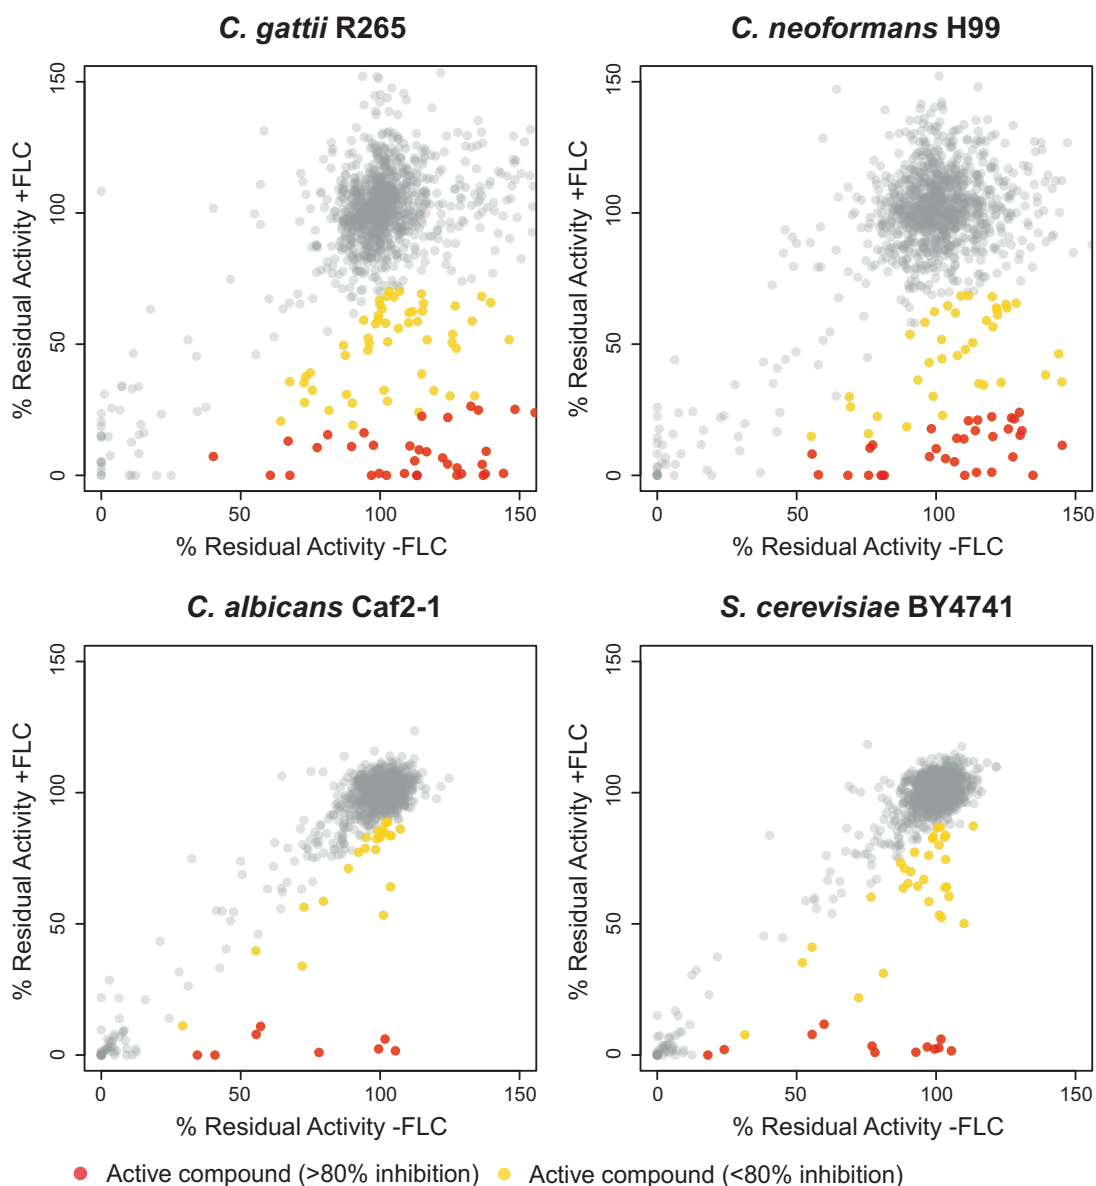 C. gattii R265
C. neoformans H99
% Residual Activity +FLC
0 50 100 150
0 50 100 150
% Residual Activity -FLC
% Residual Activity +FLC
0 50 100 150
0 50 100 150
% Residual Activity -FLC
C. albicans Caf2-1
S. cerevisiae BY4741
% Residual Activity +FLC
0 50 100 150
0 50 100 150
% Residual Activity -FLC
% Residual Activity +FLC
0 50 100 150
0 50 100 150
% Residual Activity -FLC
Active compound (>80% inhibition)
Active compound (<80% inhibition)